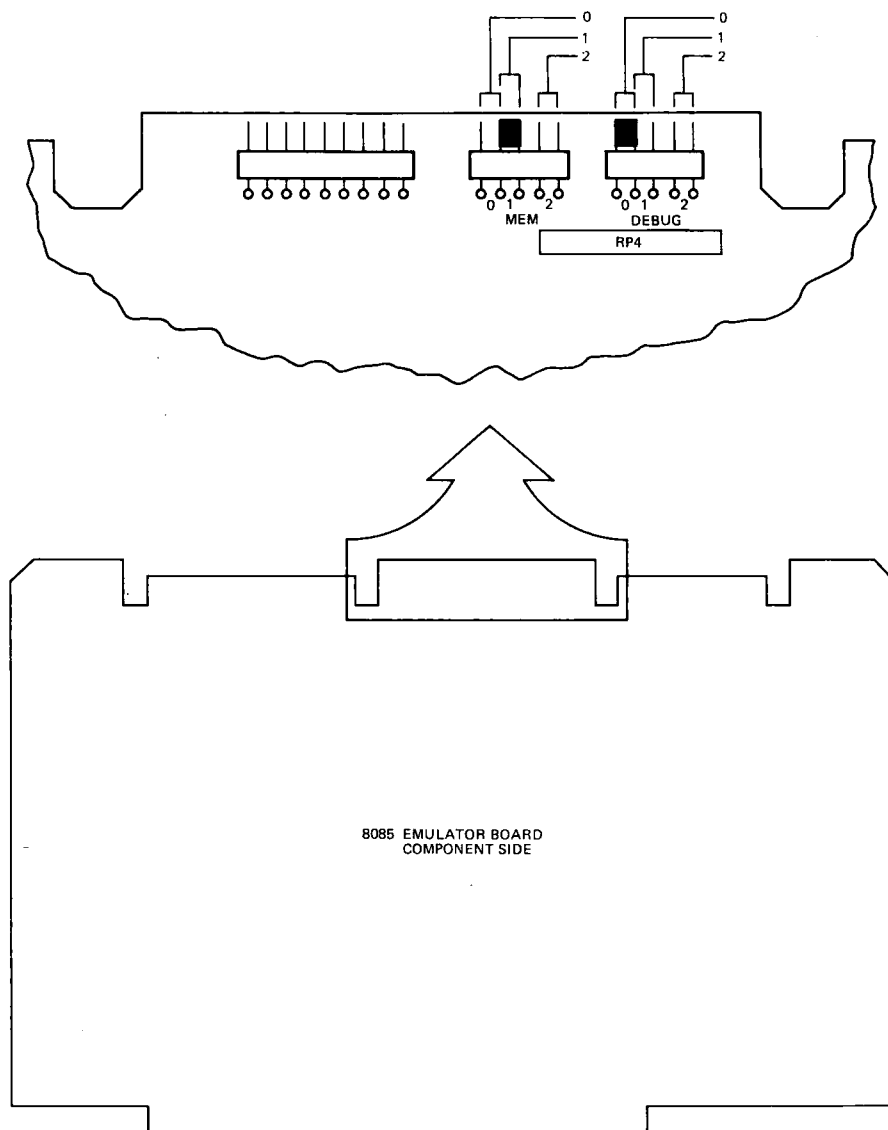 0 0
1 1
2 2
0 1 2 0 1 2
MEM DEBUG
RP4
8085 EMULATOR BOARD
COMPONENT SIDE